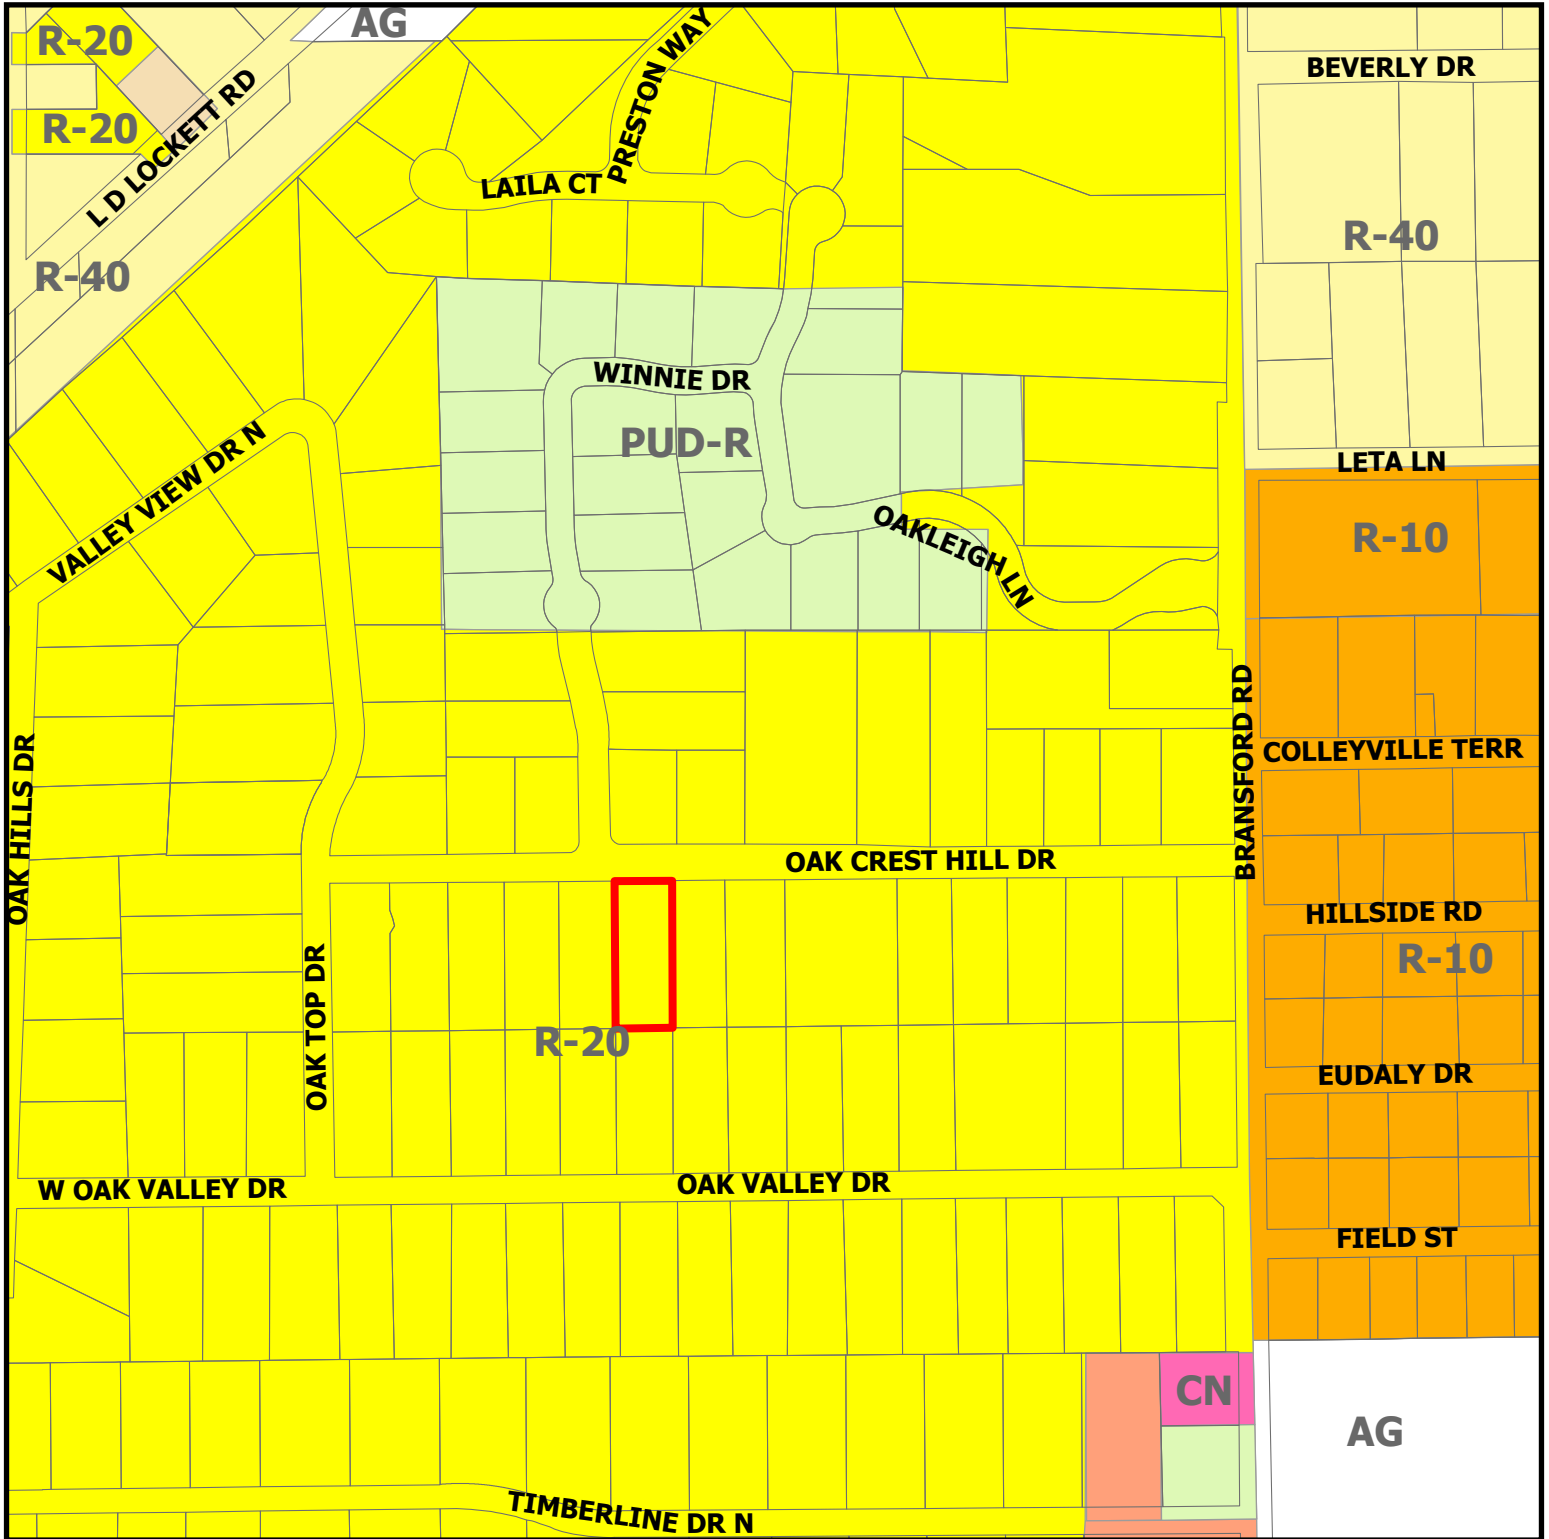 AG
R-20
PRESTON WAY
BEVERLY DR
R-20
L D LOCKETT RD
LAILA CT
R-40
R-40
WINNIE DR
PUD-R
VALLEY VIEW DR N
LETA LN
OAKLEIGH LN
R-10
BRANSFORD RD
COLLEYVILLE TERR
OAK HILLS DR
OAK CREST HILL DR
HILLSIDE RD
R-10
OAK TOP DR
R-20
EUDALY DR
W OAK VALLEY DR
OAK VALLEY DR
FIELD ST
CN
AG
TIMBERLINE DR N